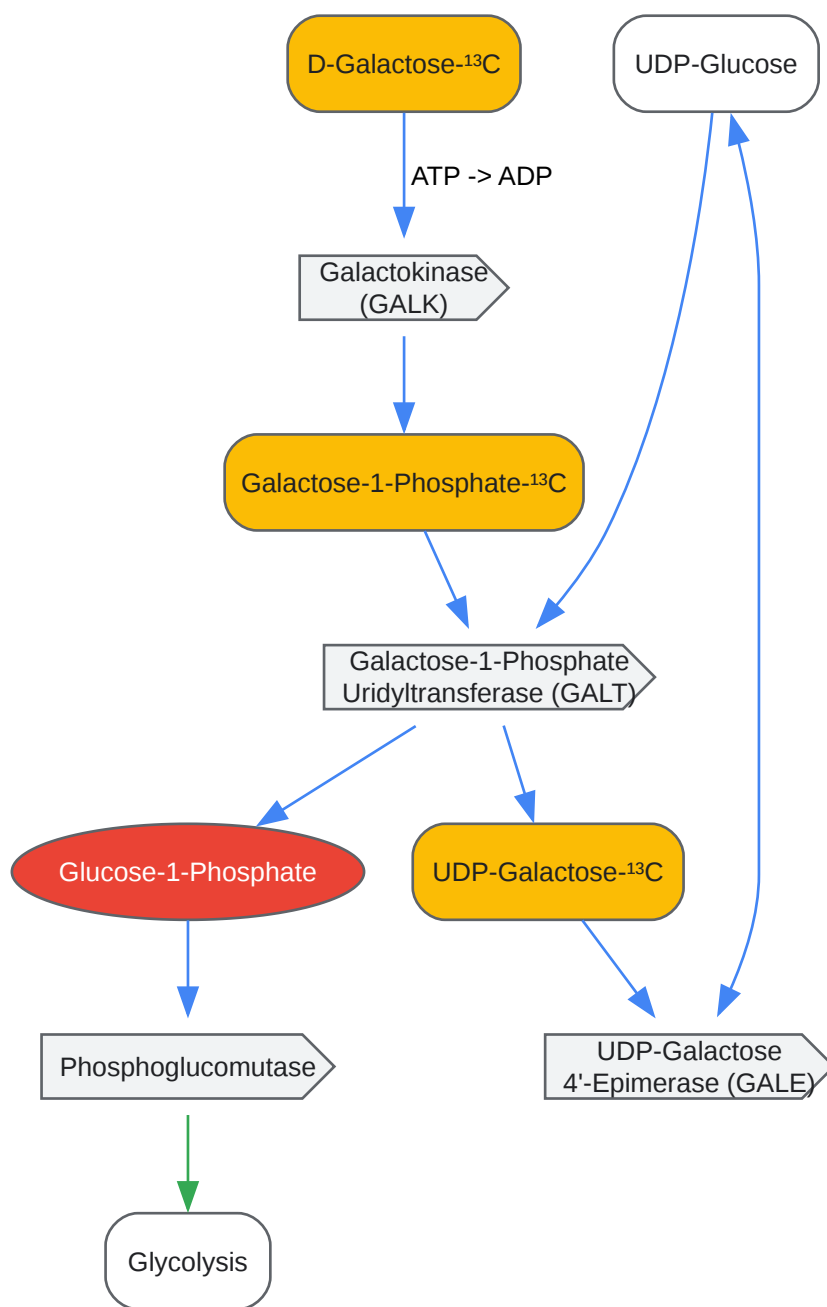 D-Galactose-¹³C
UDP-Glucose
ATP -> ADP
Galactokinase
(GALK)
Galactose-1-Phosphate-¹³C
Galactose-1-Phosphate
Uridyltransferase (GALT)
Glucose-1-Phosphate
UDP-Galactose-¹³C
Phosphoglucomutase
UDP-Galactose
4'-Epimerase (GALE)
Glycolysis